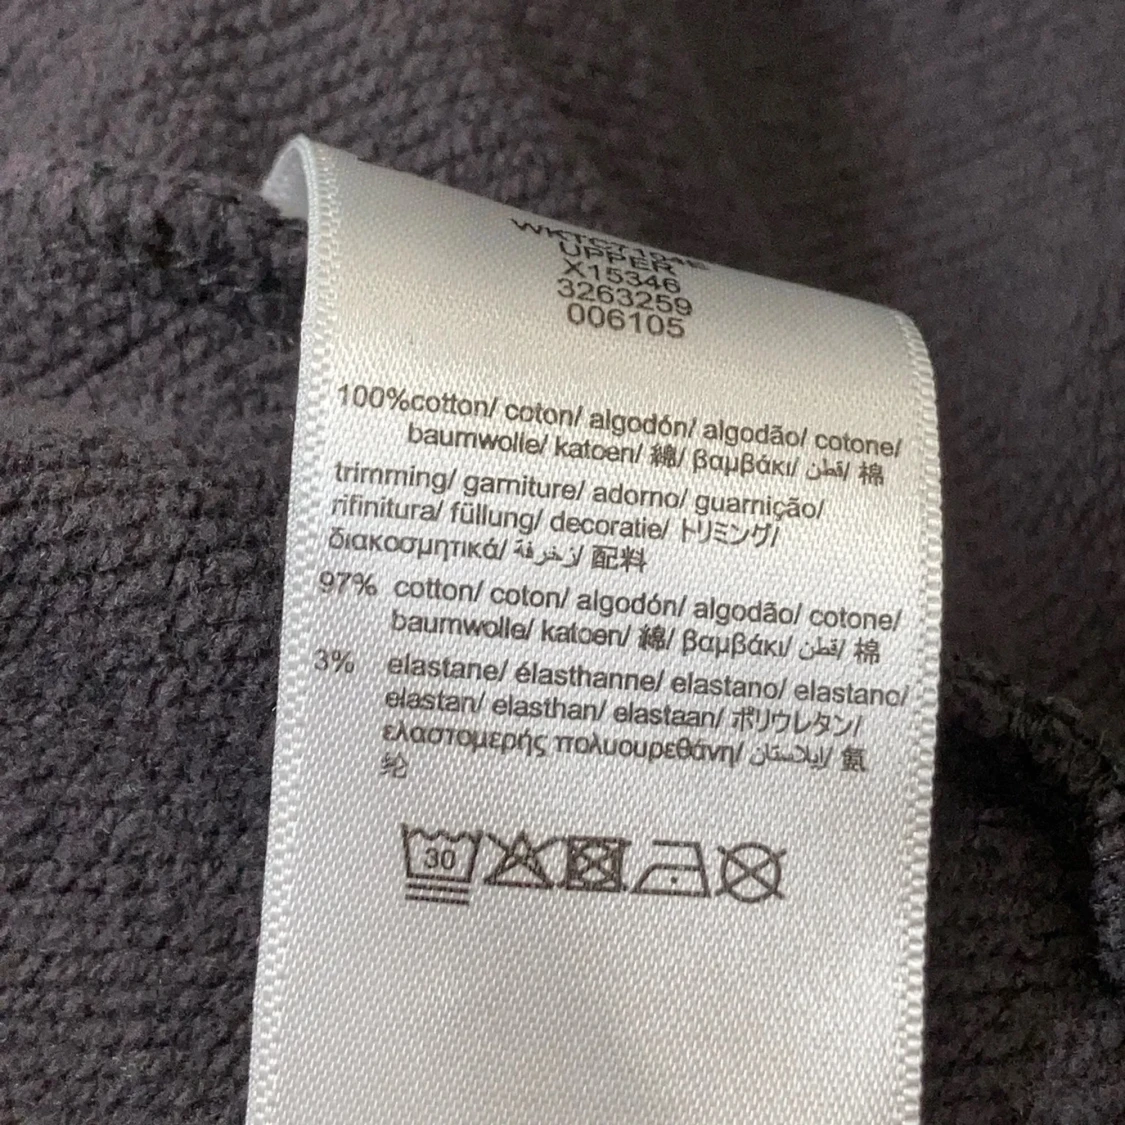 UPPER
X15346
3263259
006105
100%cotton/ coton/ algodón/ algodão/ cotone/
baumwolle/ katoen/ 綿/ βαμβάκι/ قطن/ 棉
trimming/ garniture/ adorno/ guarnição/
rifinitura/ füllung/ decoratie/ トリミング/
διακοσμητικά/ زخرفة/ 配料
97% cotton/ coton/ algodón/ algodão/ cotone/
baumwolle/ katoen/ 綿/ βαμβάκι/ قطن/ 棉
3% elastane/ élasthanne/ elastano/ elastano/
elastan/ elasthan/ elastaan/ ポリウレタン/
ελαστομερής πολυουρεθάνη/ إيلاستان/ 氨
纶
30